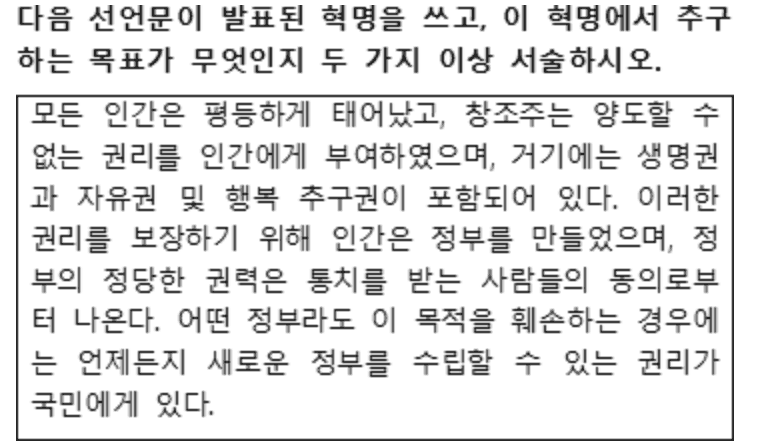 다음 선언문이 발표된 혁명을 쓰고, 이 혁명에서 추구
하는 목표가 무엇인지 두 가지 이상 서술하시오.
모든 인간은 평등하게 태어났고, 창조주는 양도할 수
없는 권리를 인간에게 부여하였으며, 거기에는 생명권
과 자유권 및 행복 추구권이 포함되어 있다. 이러한
권리를 보장하기 위해 인간은 정부를 만들었으며, 정
부의 정당한 권력은 통치를 받는 사람들의 동의로부
터 나온다. 어떤 정부라도 이 목적을 훼손하는 경우에
는 언제든지 새로운 정부를 수립할 수 있는 권리가
국민에게 있다.